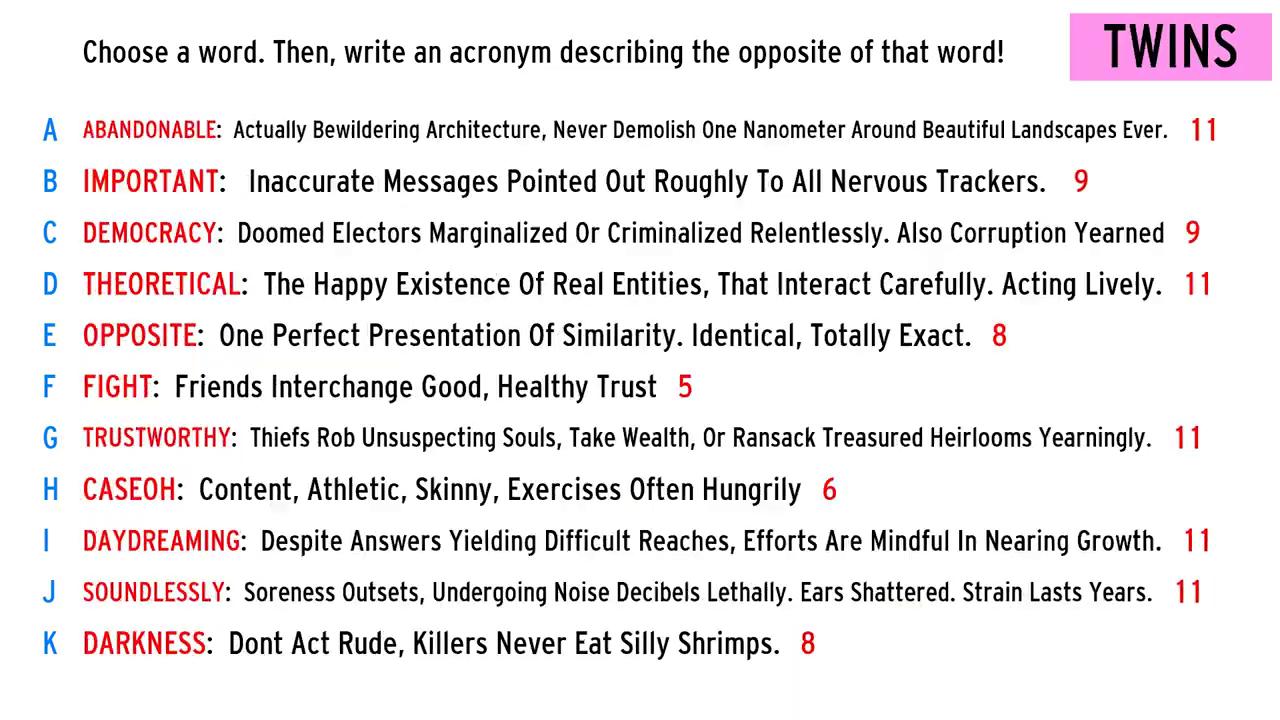 Choose a word. Then, write an acronym describing the opposite of that word!
TWINS
A ABANDONABLE: Actually Bewildering Architecture, Never Demolish One Nanometer Around Beautiful Landscapes Ever. 11
B IMPORTANT: Inaccurate Messages Pointed Out Roughly To All Nervous Trackers. 9
C DEMOCRACY: Doomed Electors Marginalized Or Criminalized Relentlessly. Also Corruption Yearned 9
D THEORETICAL: The Happy Existence Of Real Entities, That Interact Carefully. Acting Lively. 11
E OPPOSITE: One Perfect Presentation Of Similarity. Identical, Totally Exact. 8
F FIGHT: Friends Interchange Good, Healthy Trust 5
G TRUSTWORTHY: Thiefs Rob Unsuspecting Souls, Take Wealth, Or Ransack Treasured Heirlooms Yearningly. 11
H CASEOH: Content, Athletic, Skinny, Exercises Often Hungrily 6
I DAYDREAMING: Despite Answers Yielding Difficult Reaches, Efforts Are Mindful In Nearing Growth. 11
J SOUNDLESSLY: Soreness Outsets, Undergoing Noise Decibels Lethally. Ears Shattered. Strain Lasts Years. 11
K DARKNESS: Dont Act Rude, Killers Never Eat Silly Shrimps. 8